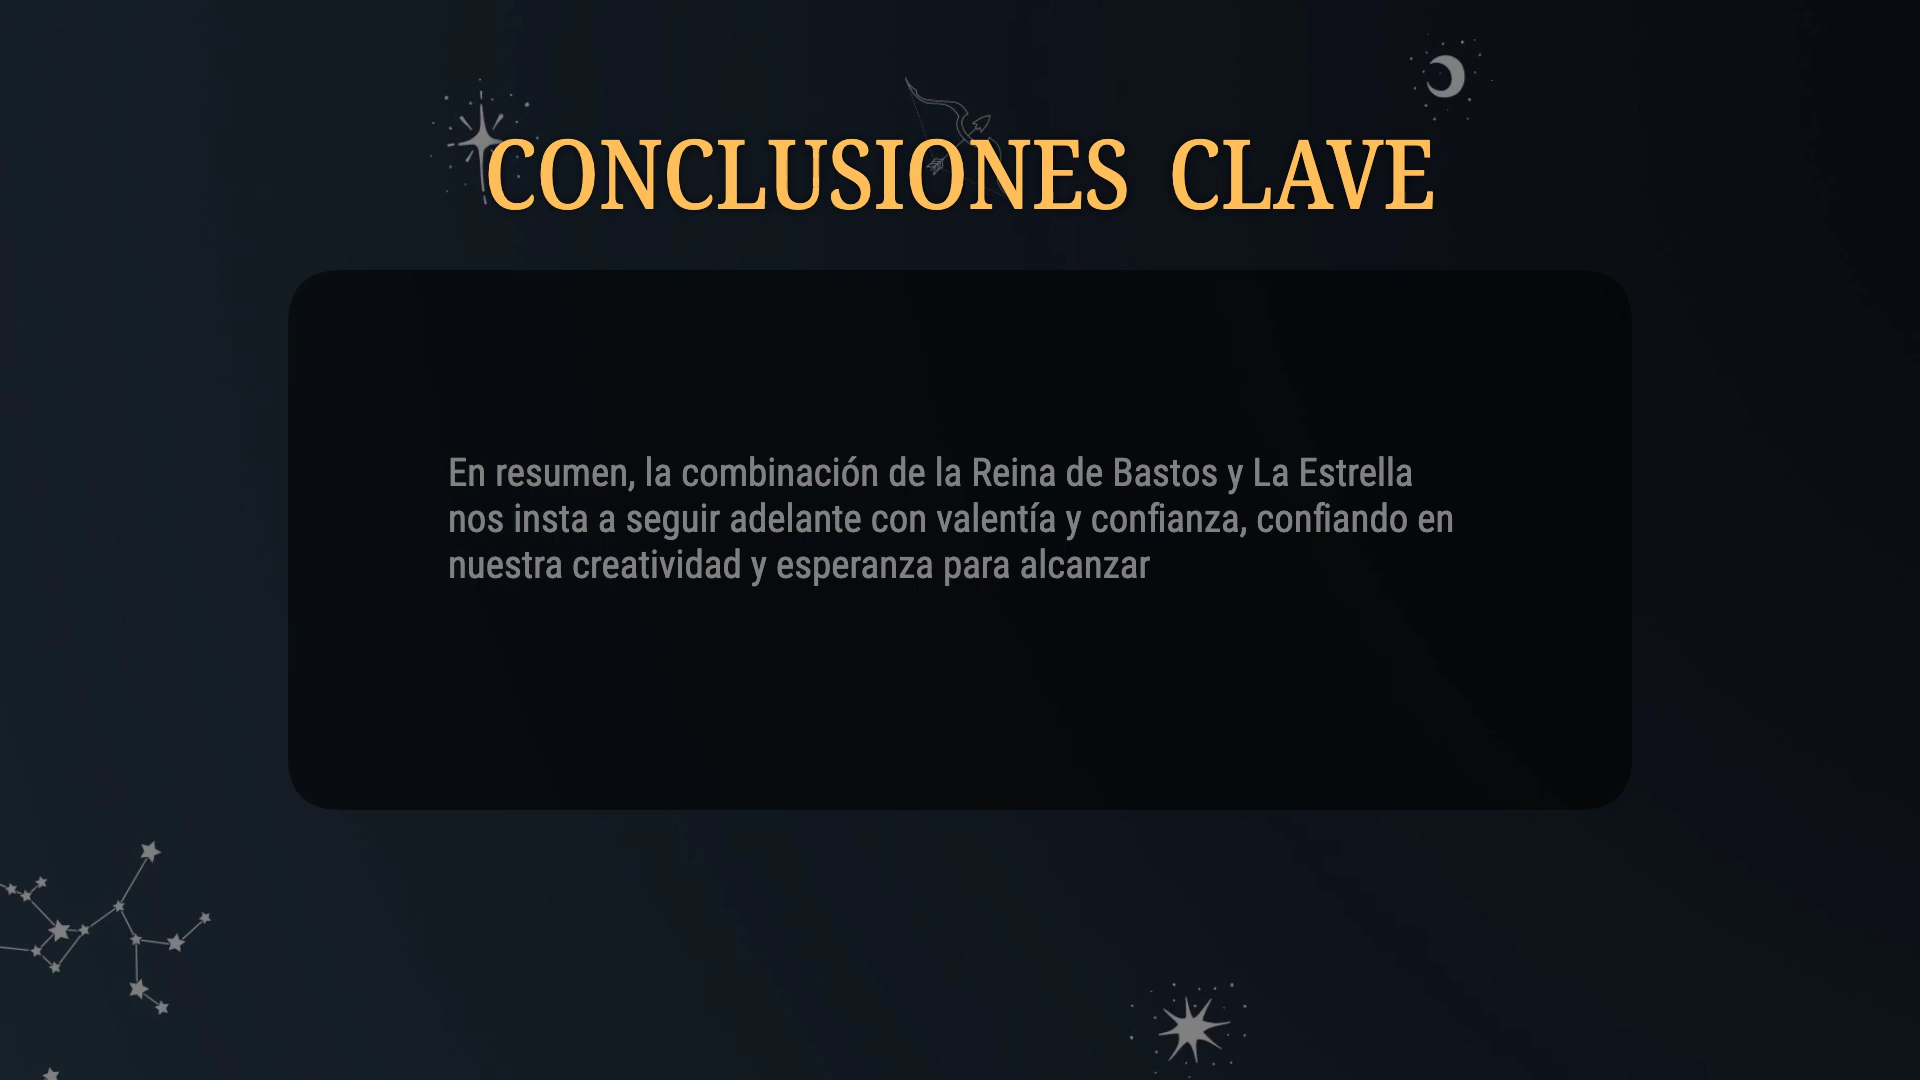 CONCLUSIONES CLAVE
En resumen, la combinación de la Reina de Bastos y La Estrella
nos insta a seguir adelante con valentía y confianza, confiando en
nuestra creatividad y esperanza para alcanzar